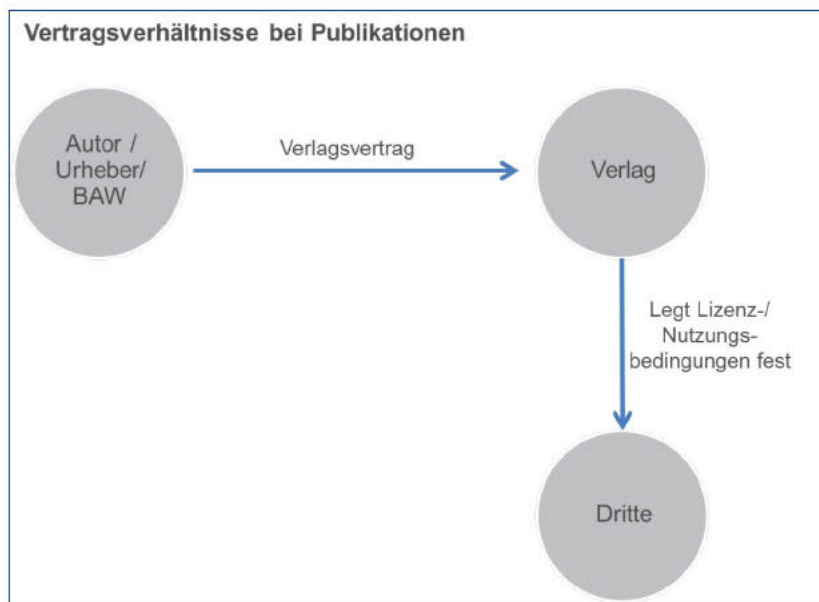 Vertragsverhältnisse bei Publikationen
Autor /
Urheber/
BAW
Verlagsvertrag
Verlag
Legt Lizenz-/
Nutzungs-
bedingungen fest
Dritte